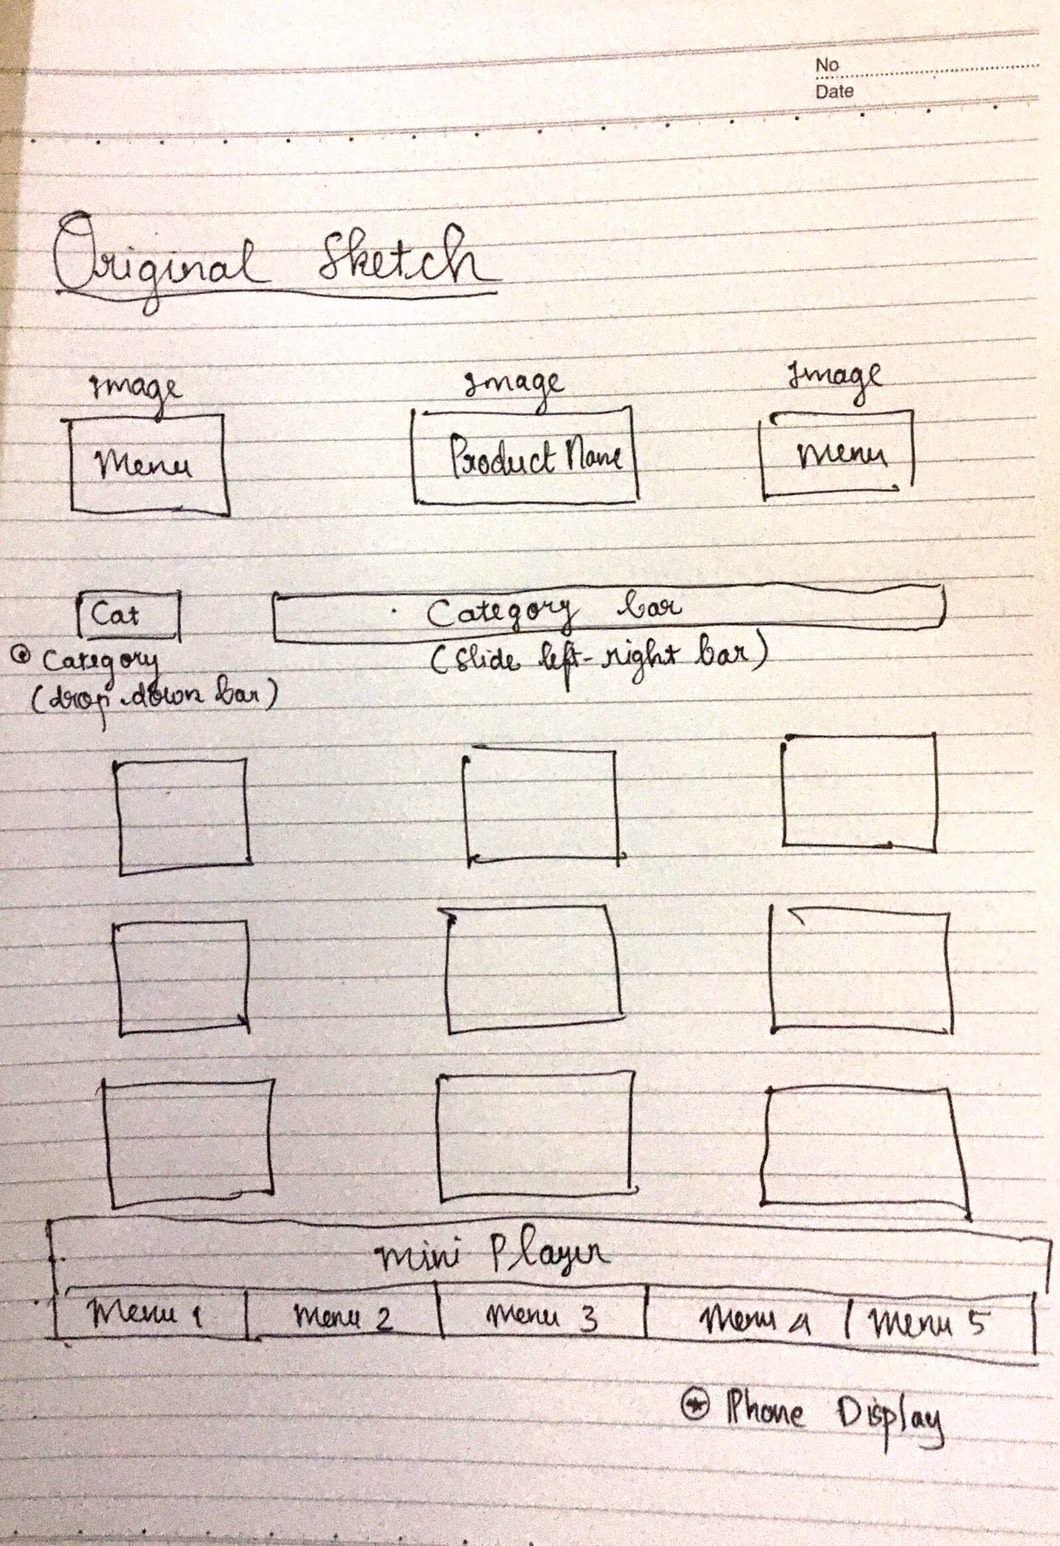 No
Date
Original Sketch
Image Image Image
Menu Product Name Menu
Cat Category bar
Category (Slide left-right bar)
(drop down bar)
mini Player
Menu 1 Menu 2 Menu 3 Menu 4 Menu 5
Phone Display